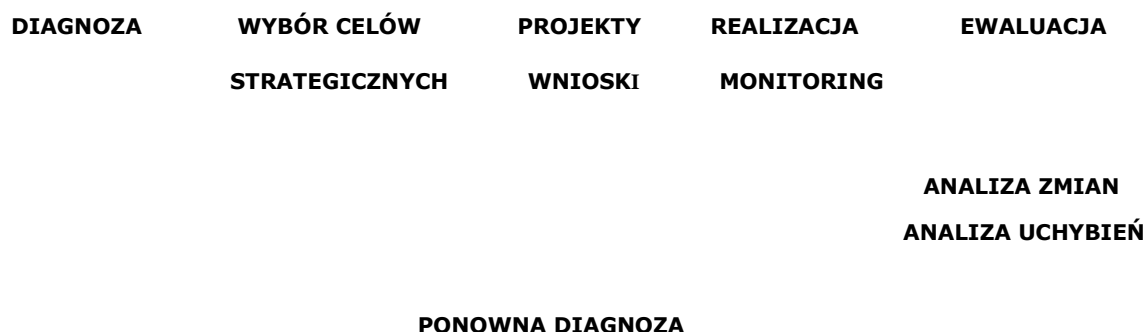 DIAGNOZA WYBÓR CELÓW PROJEKTY REALIZACJA EWALUACJA
STRATEGICZNYCH WNIOSKI MONITORING
ANALIZA ZMIAN
ANALIZA UCHYBIEŃ
PONOWNA DIAGNOZA